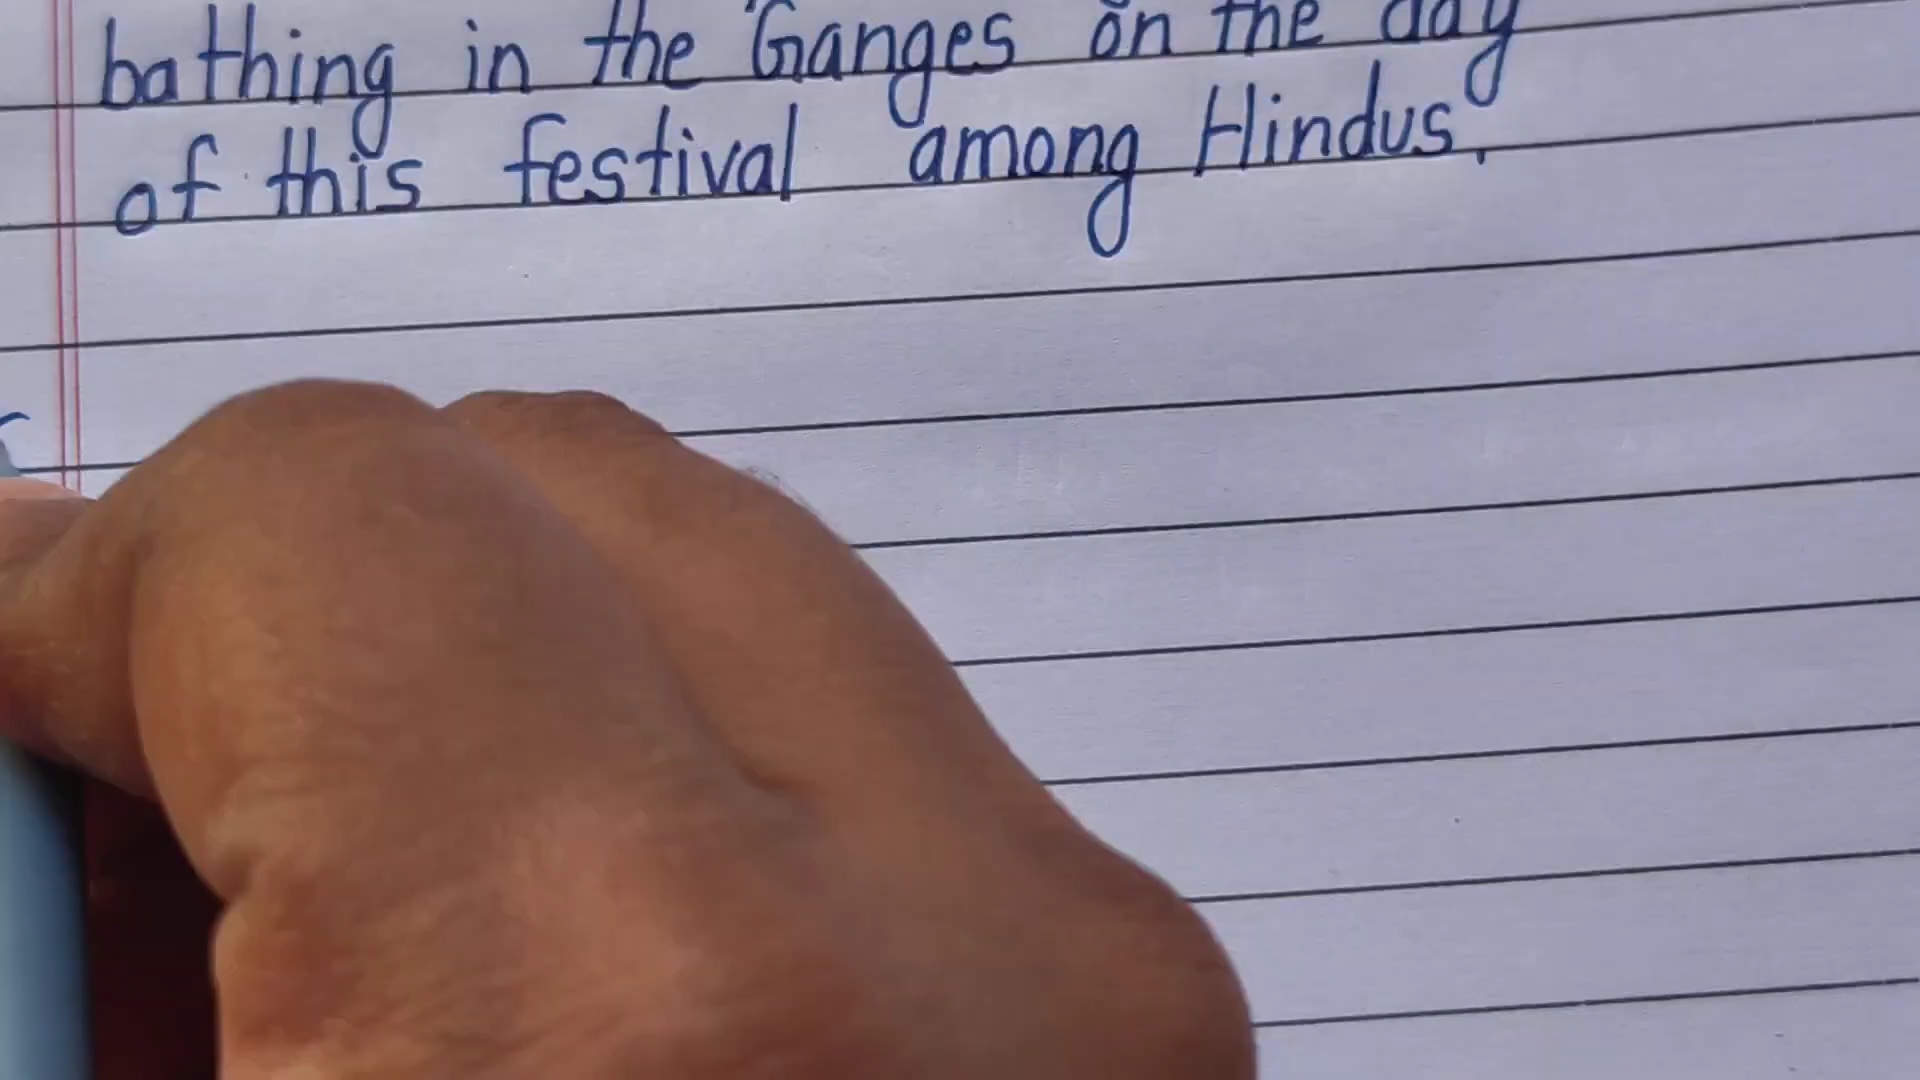 bathing in the Ganges on the day
of this festival among Hindus.